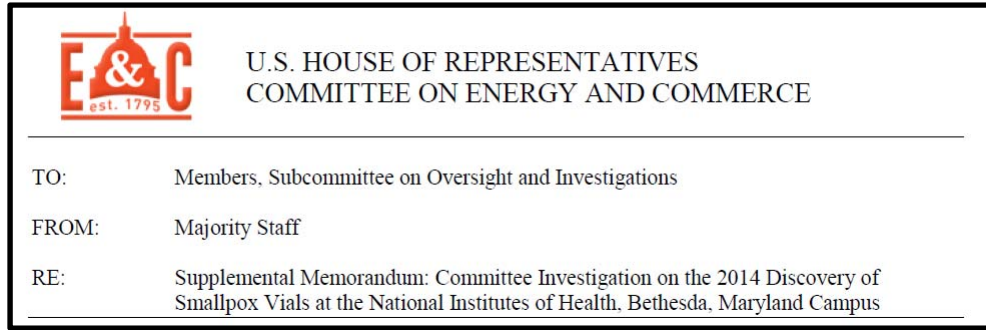 E&C
est. 1795
U.S. HOUSE OF REPRESENTATIVES
COMMITTEE ON ENERGY AND COMMERCE
TO: Members, Subcommittee on Oversight and Investigations
FROM: Majority Staff
RE: Supplemental Memorandum: Committee Investigation on the 2014 Discovery of
Smallpox Vials at the National Institutes of Health, Bethesda, Maryland Campus